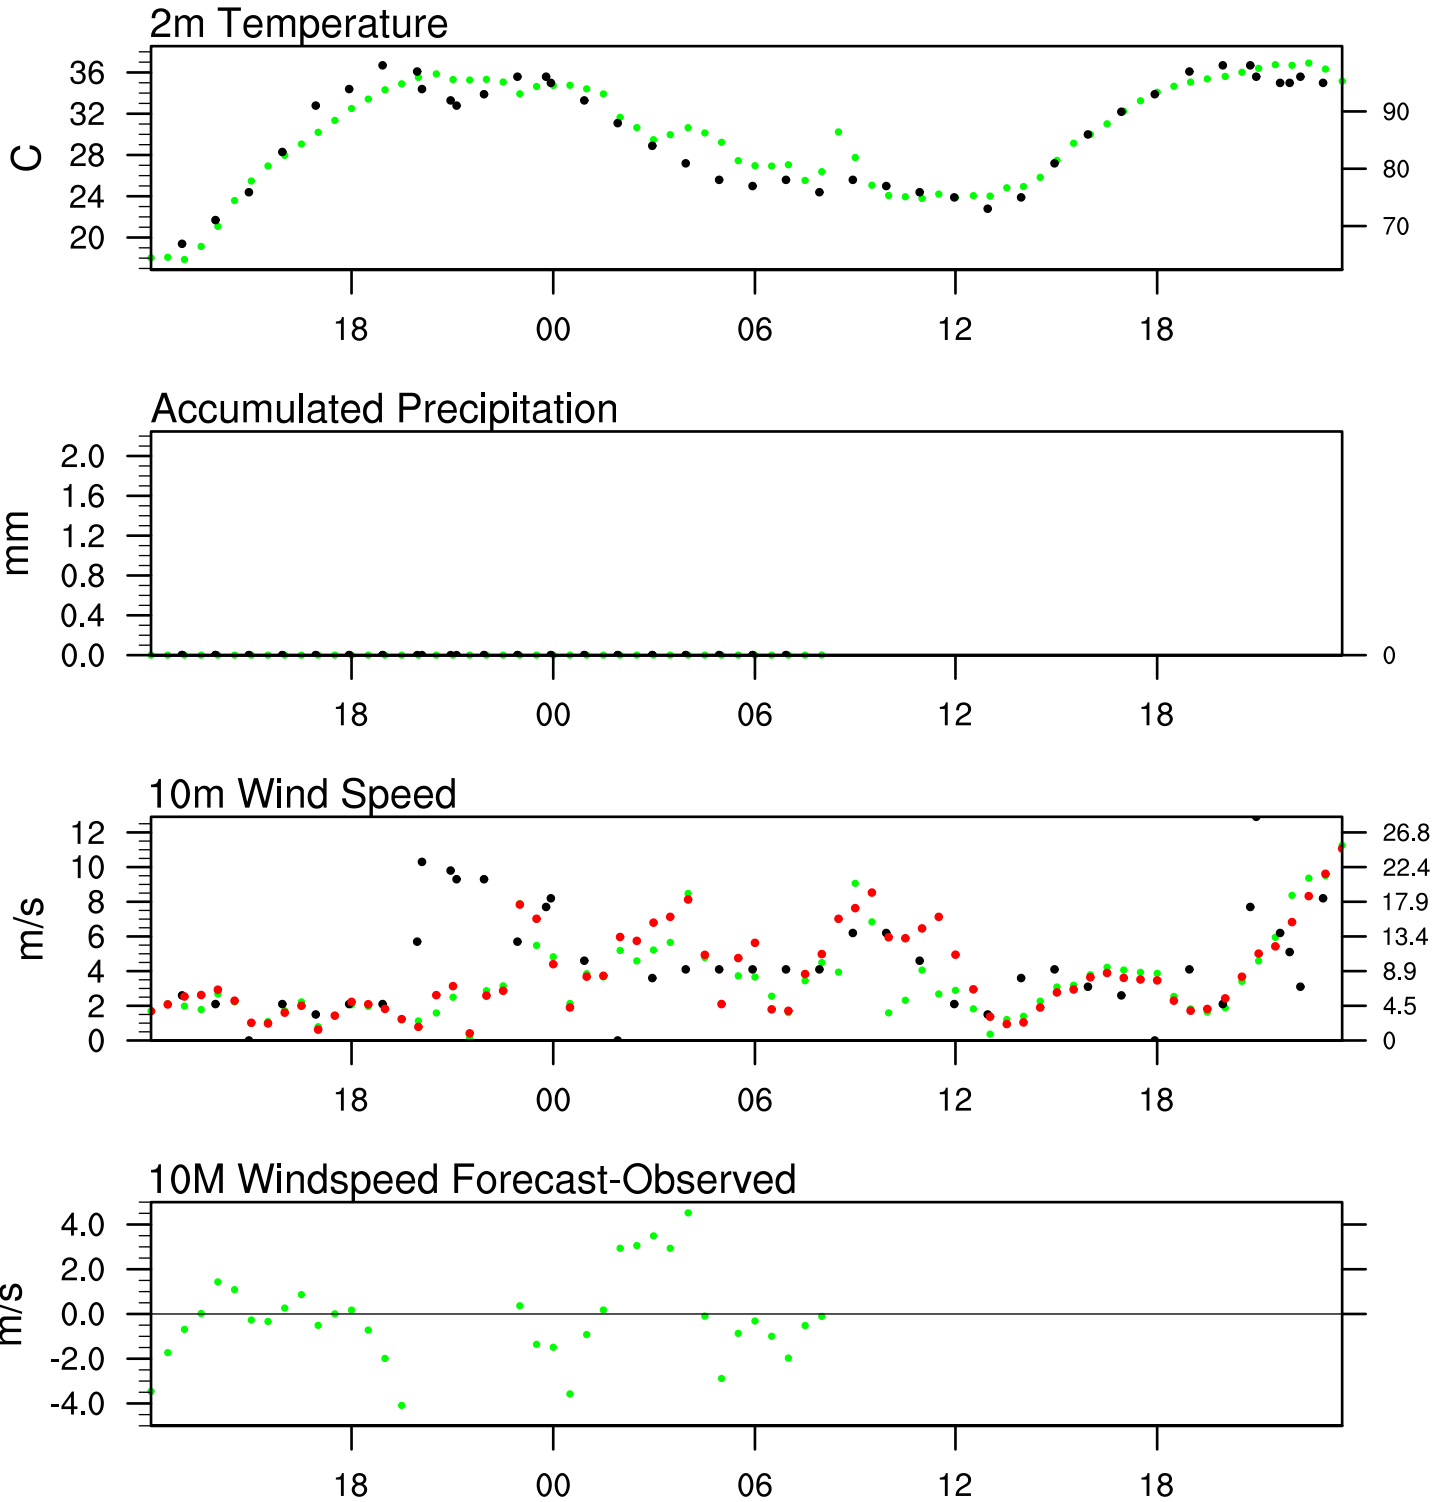 2m Temperature
36
32
28
24
20
C
90
80
70
18 00 06 12 18
Accumulated Precipitation
2.0
1.6
1.2
0.8
0.4
0.0
mm
0
18 00 06 12 18
10m Wind Speed
12
10
8
6
4
2
0
m/s
26.8
22.4
17.9
13.4
8.9
4.5
0
18 00 06 12 18
10M Windspeed Forecast-Observed
4.0
2.0
0.0
-2.0
-4.0
m/s
18 00 06 12 18